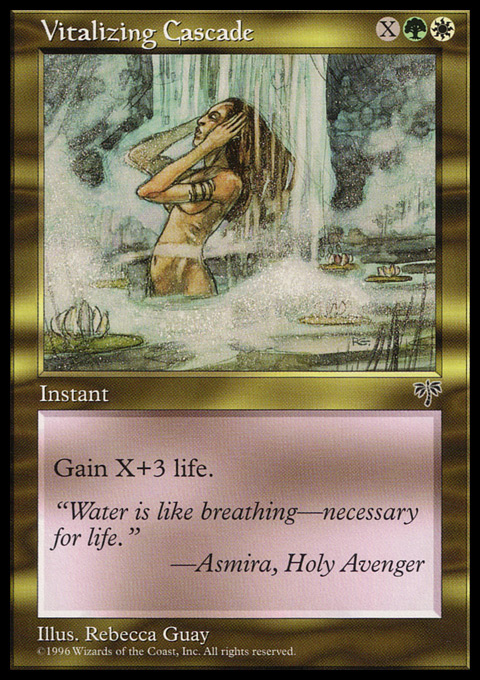 Vitalizing Cascade
X
RG.
Instant
Gain X+3 life.
“Water is like breathing—necessary
for life.”
—Asmira, Holy Avenger
Illus. Rebecca Guay
©1996 Wizards of the Coast, Inc. All rights reserved.